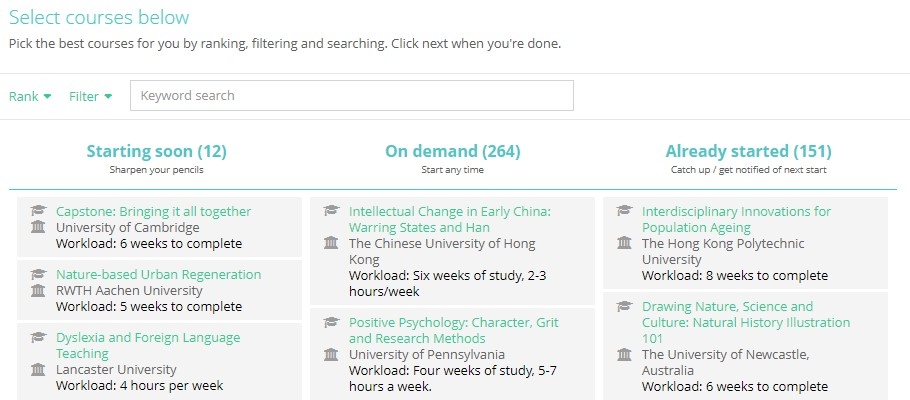 Select courses below
Pick the best courses for you by ranking, filtering and searching. Click next when you're done.
Rank
Filter
Keyword search
Starting soon (12)
Sharpen your pencils
Capstone: Bringing it all together
University of Cambridge
Workload: 6 weeks to complete
Nature-based Urban Regeneration
RWTH Aachen University
Workload: 5 weeks to complete
Dyslexia and Foreign Language
Teaching
Lancaster University
Workload: 4 hours per week
On demand (264)
Start any time
Intellectual Change in Early China:
Warring States and Han
The Chinese University of Hong
Kong
Workload: Six weeks of study, 2-3
hours/week
Positive Psychology: Character, Grit
and Research Methods
University of Pennsylvania
Workload: Four weeks of study, 5-7
hours a week.
Already started (151)
Catch up / get notified of next start
Interdisciplinary Innovations for
Population Ageing
The Hong Kong Polytechnic
University
Workload: 8 weeks to complete
Drawing Nature, Science and
Culture: Natural History Illustration
101
The University of Newcastle,
Australia
Workload: 6 weeks to complete